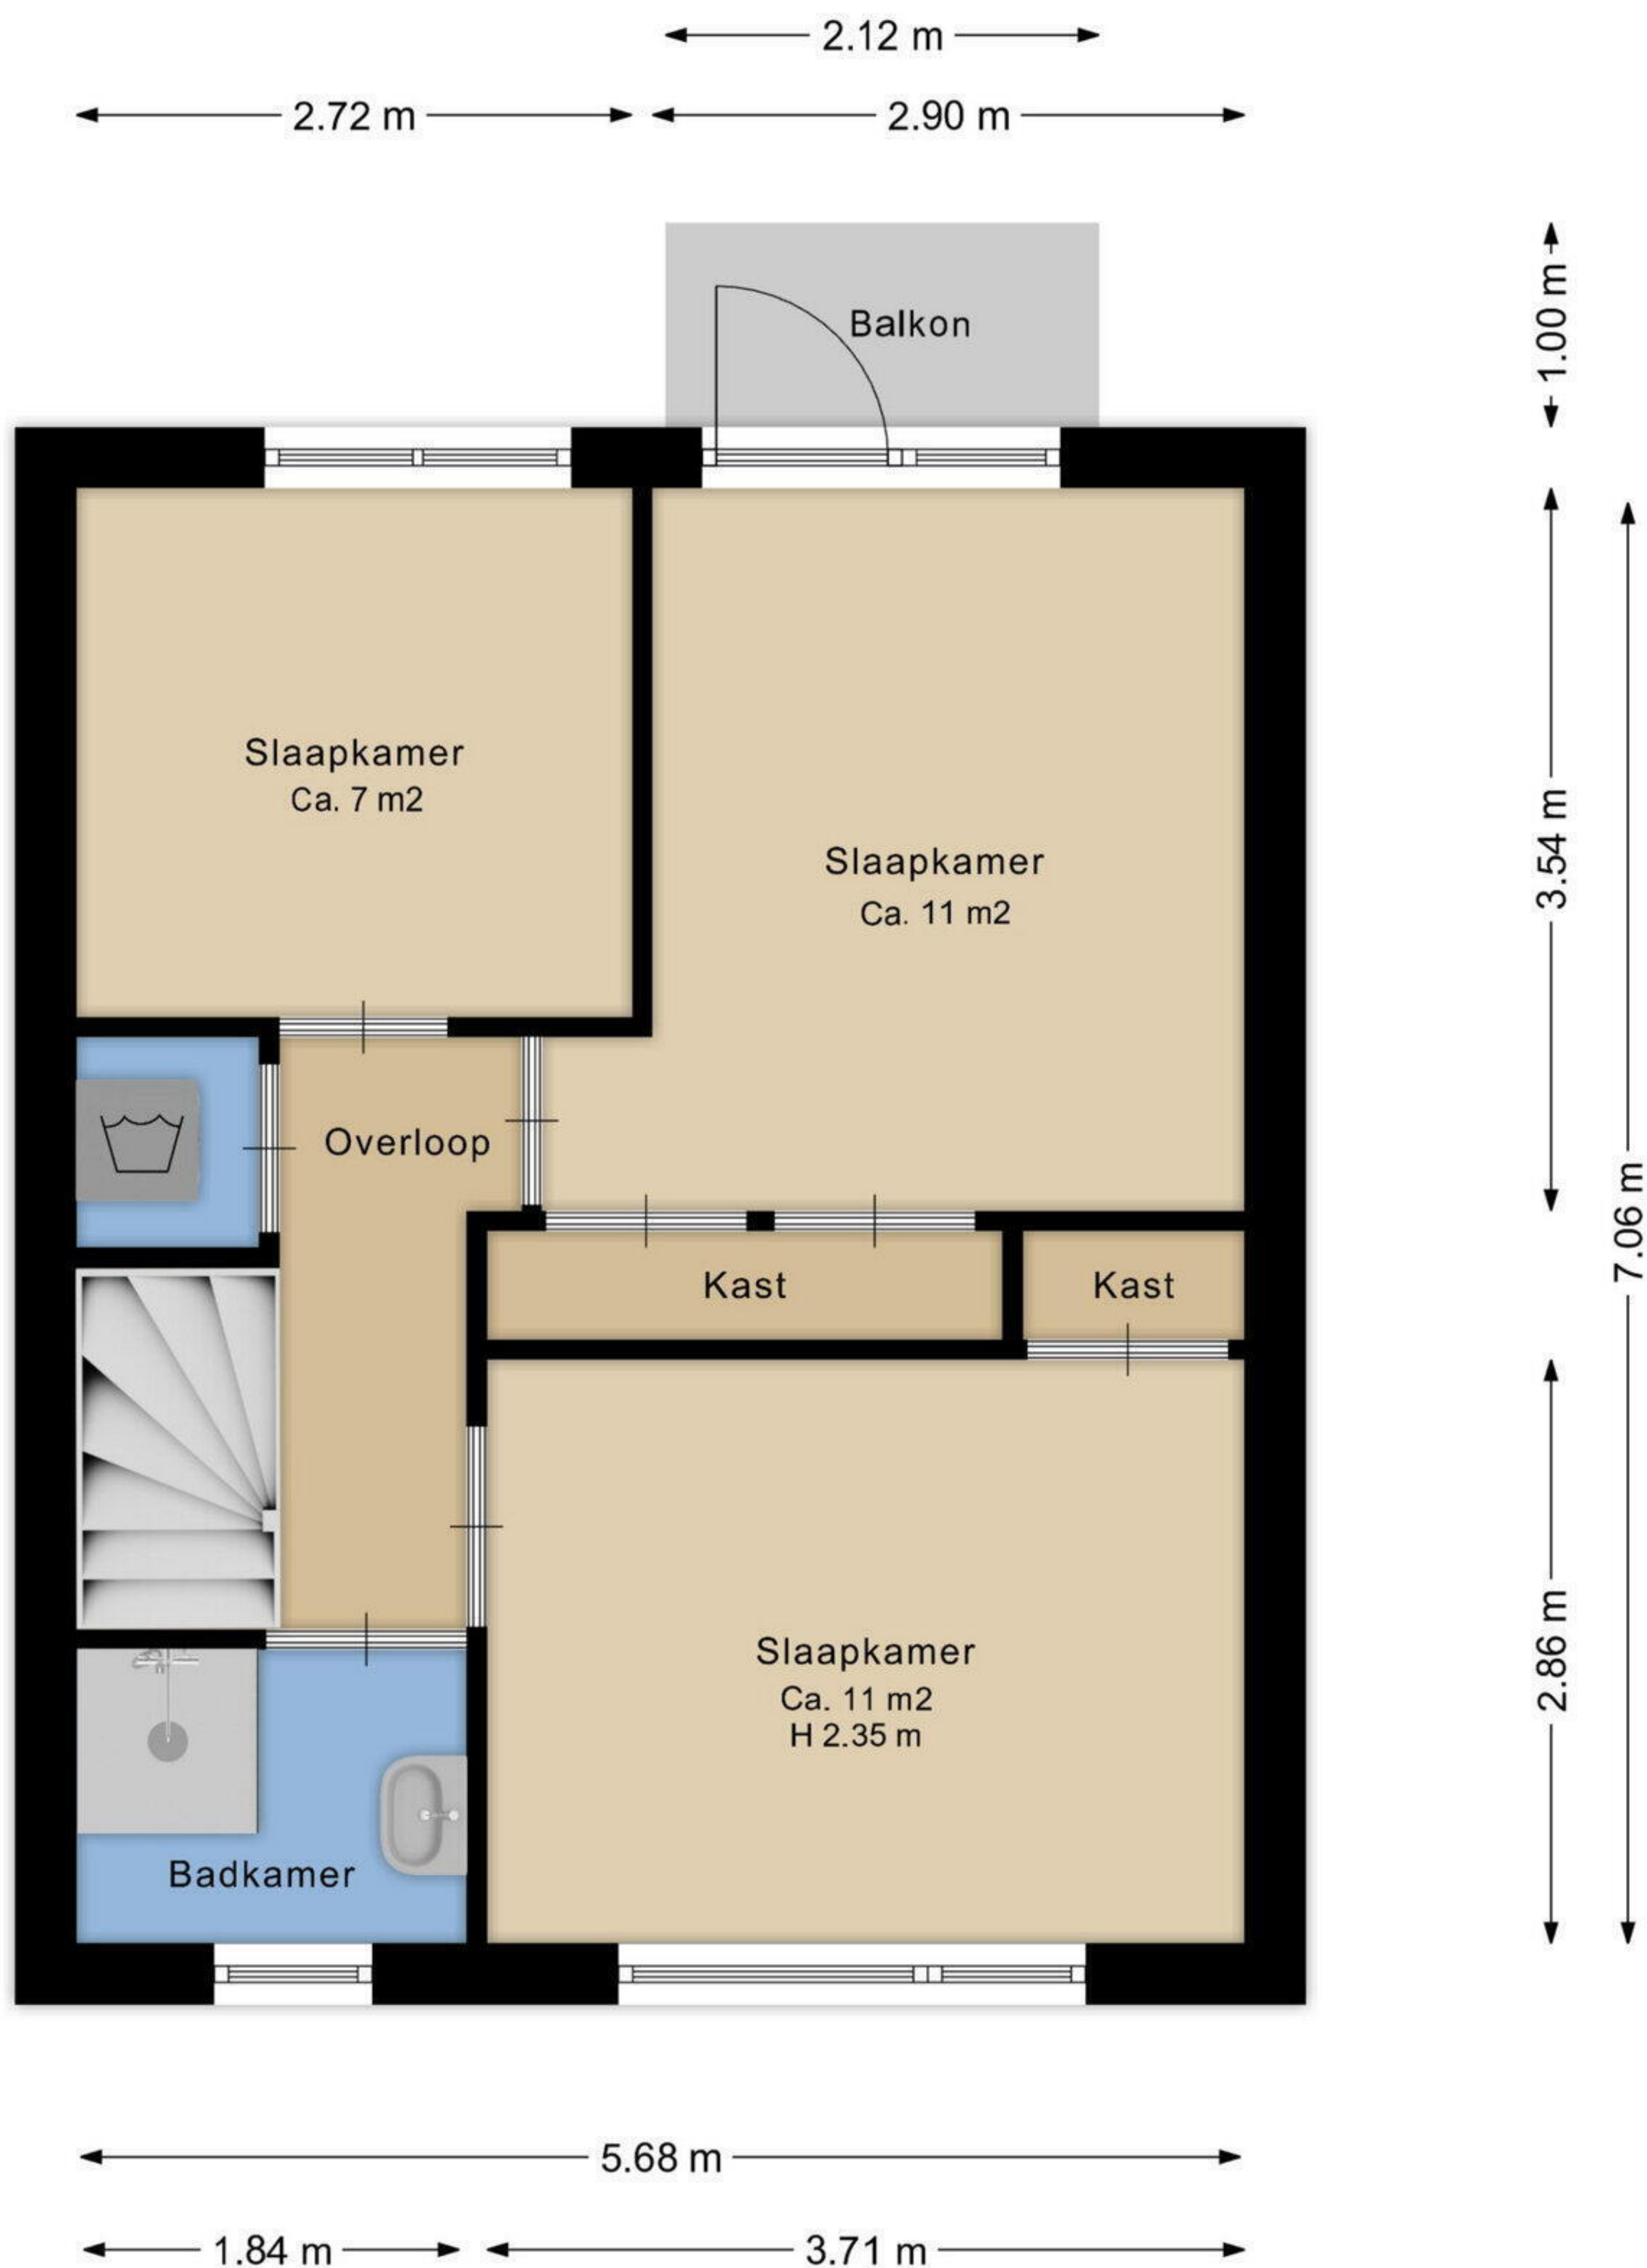 2.12 m
2.72 m
2.90 m
Balkon
1.00 m
Slaapkamer
Ca. 7 m2
Slaapkamer
Ca. 11 m2
3.54 m
Overloop
7.06 m
Kast
Kast
Slaapkamer
Ca. 11 m2
H 2.35 m
2.86 m
Badkamer
5.68 m
1.84 m
3.71 m